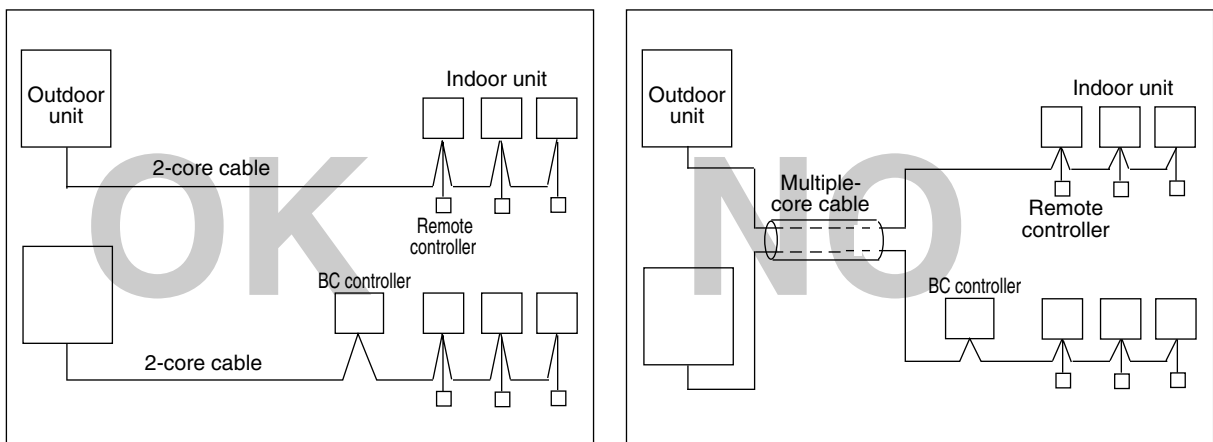 Outdoor
unit
Indoor unit
2-core cable
OK
Remote
controller
BC controller
2-core cable
Outdoor
unit
Indoor unit
Multiple-
core cable
NO
Remote
controller
BC controller